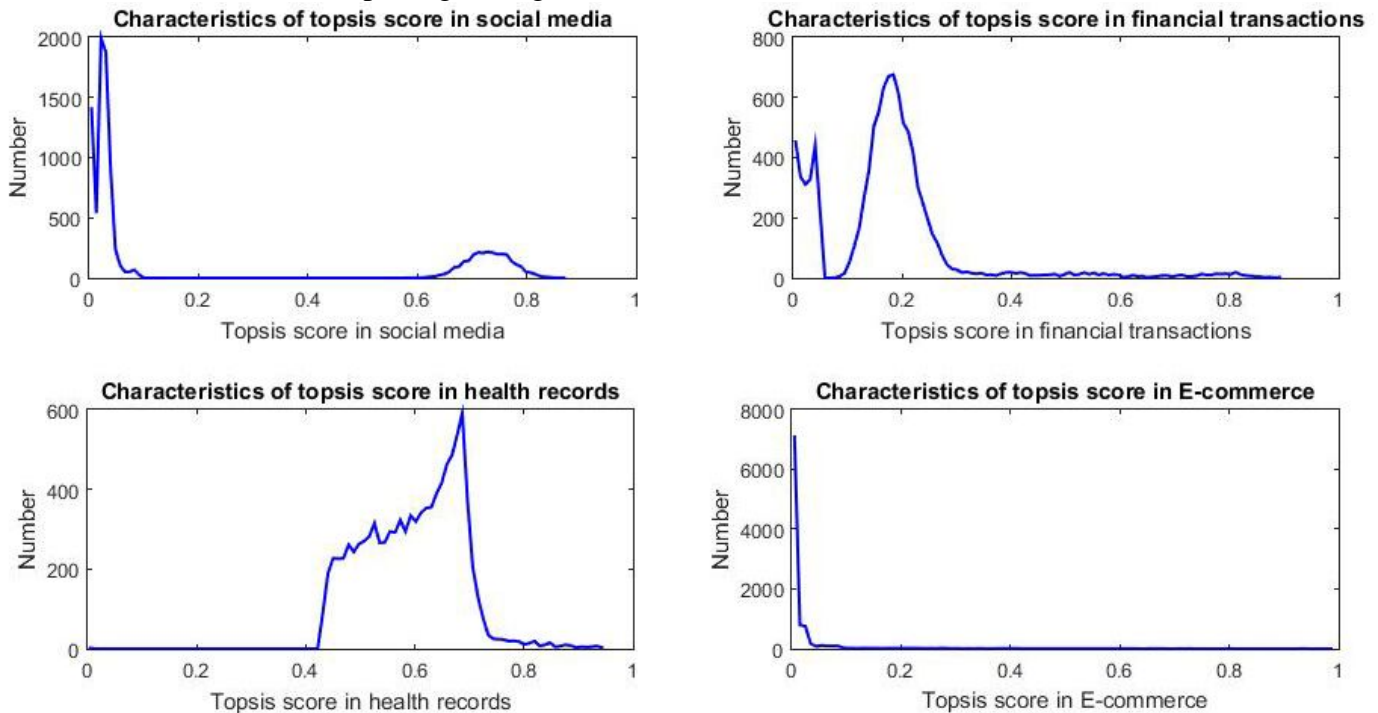 Characteristics of topsis score in social media
2000
1500
1000
500
0
Number
0 0.2 0.4 0.6 0.8 1
Topsis score in social media
Characteristics of topsis score in financial transactions
800
600
400
200
0
Number
0 0.2 0.4 0.6 0.8 1
Topsis score in financial transactions
Characteristics of topsis score in health records
600
400
200
0
Number
0 0.2 0.4 0.6 0.8 1
Topsis score in health records
Characteristics of topsis score in E-commerce
8000
6000
4000
2000
0
Number
0 0.2 0.4 0.6 0.8 1
Topsis score in E-commerce